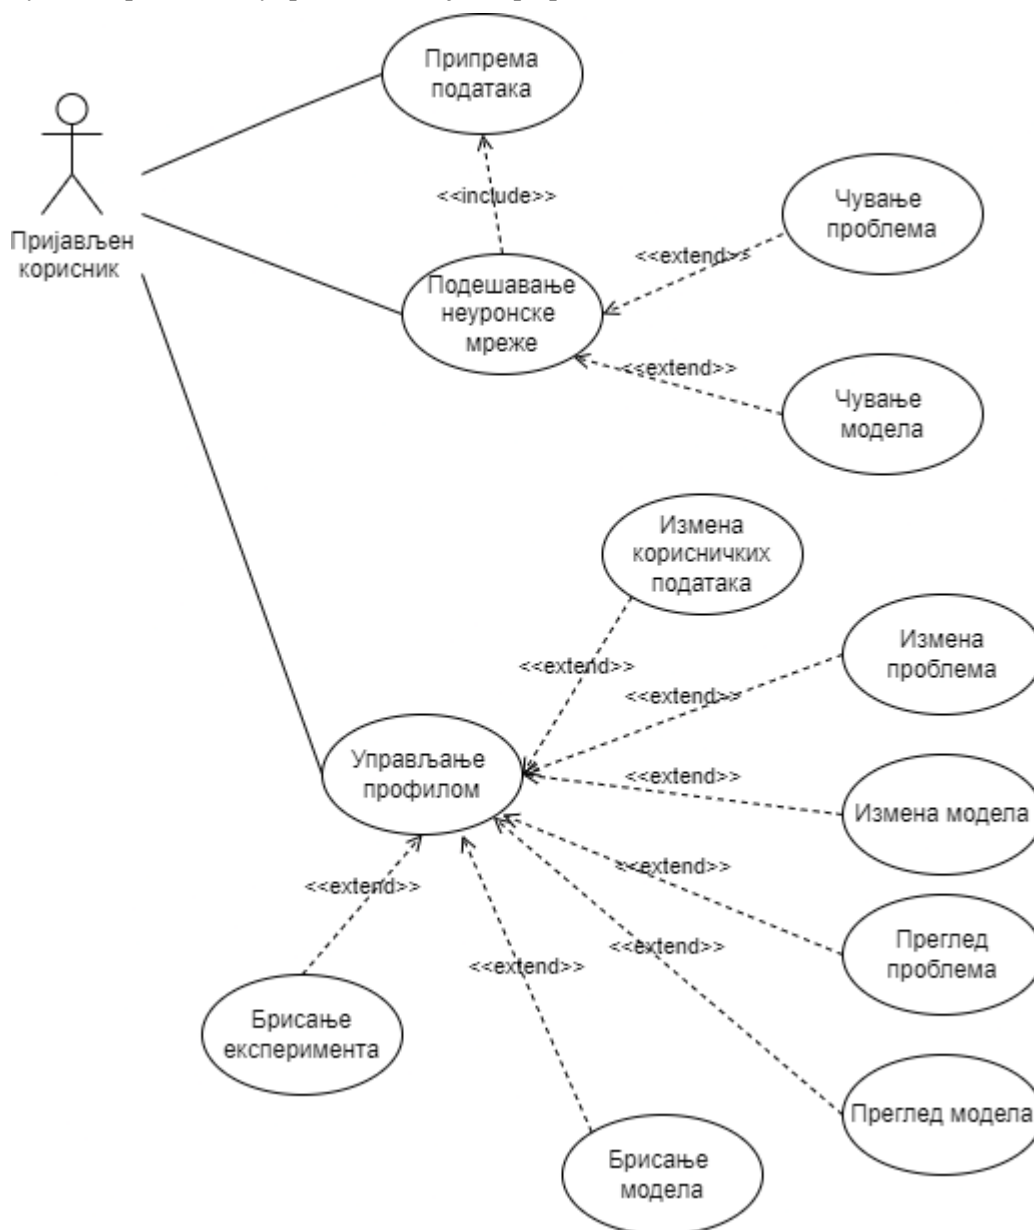 Припрема
података
<<include>>
Пријављен
корисник
Подешавање
неуронске
мреже
Чување
проблема
<<extend>>
<<extend>>
Чување
модела
Измена
корисничких
података
<<extend>>
Измена
проблема
<<extend>>
Управљање
профилом
<<extend>>
Измена модела
<<extend>>
<<extend>>
Преглед
проблема
<<extend>>
<<extend>>
Брисање
експеримента
Преглед модела
Брисање
модела